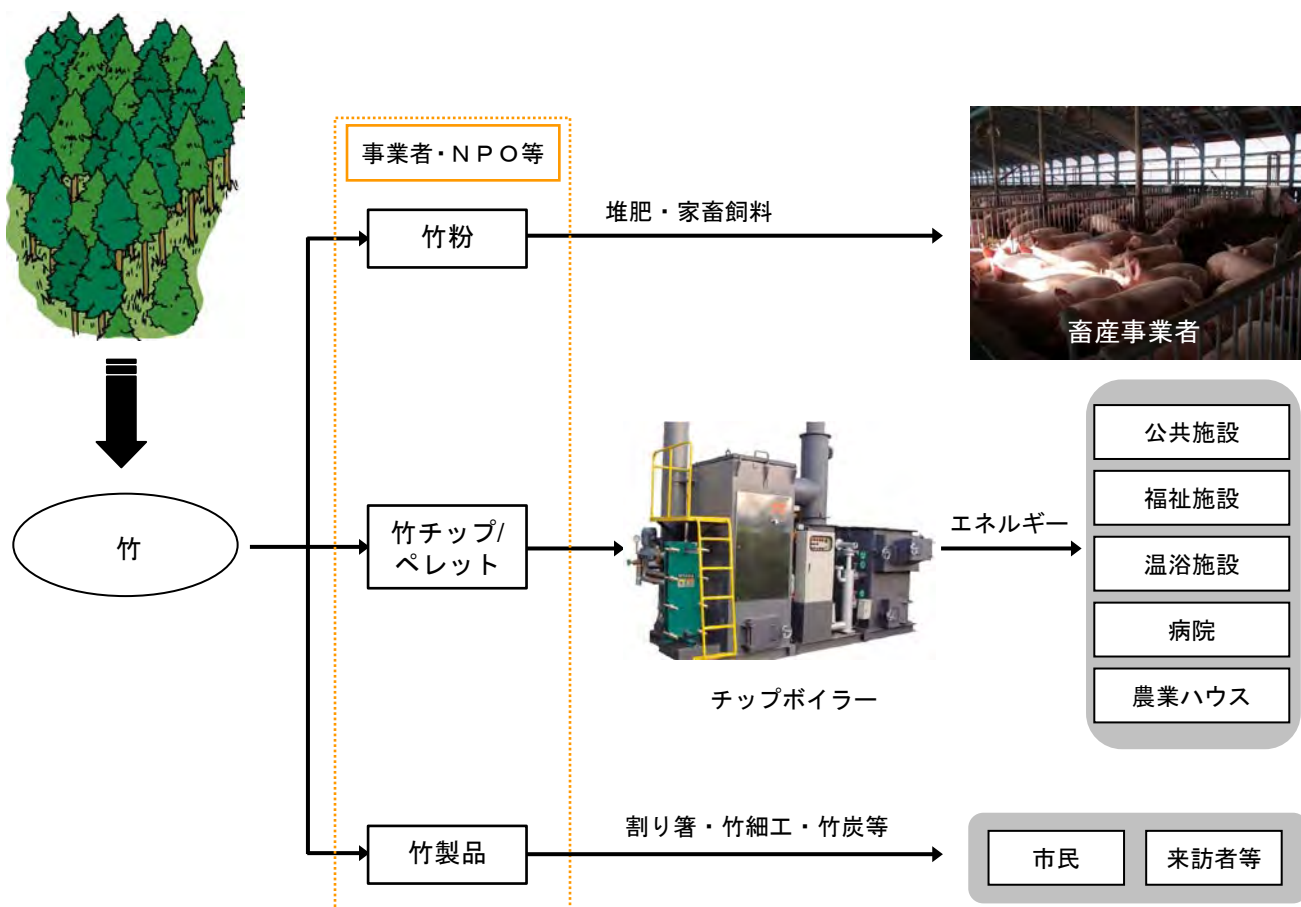 事業者・ＮＰＯ等
竹粉
堆肥・家畜飼料
畜産事業者
竹
竹チップ/
ペレット
チップボイラー
エネルギー
公共施設
福祉施設
温浴施設
病院
農業ハウス
竹製品
割り箸・竹細工・竹炭等
市民
来訪者等